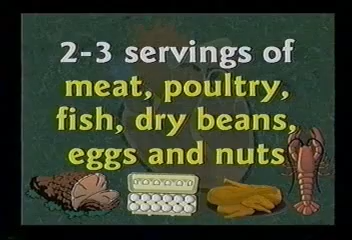 2-3 servings of
meat, poultry,
fish, dry beans,
eggs and nuts